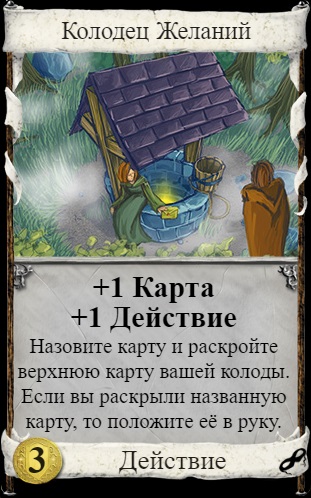 Колодец Желаний
+1 Карта
+1 Действие
Назовите карту и раскройте
верхнюю карту вашей колоды.
Если вы раскрыли названную
карту, то положите её в руку.
3
Действие